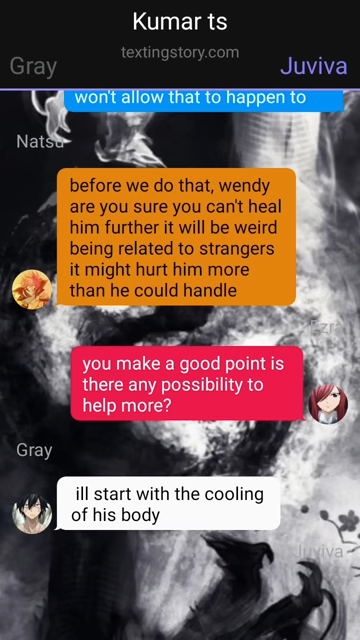 Kumar ts
textingstory.com
Gray
Juviva
won't allow that to happen to
Natsu
before we do that, wendy
are you sure you can't heal
him further it will be weird
being related to strangers
it might hurt him more
than he could handle
Ezra
you make a good point is
there any possibility to
help more?
Gray
ill start with the cooling
of his body
Juviva